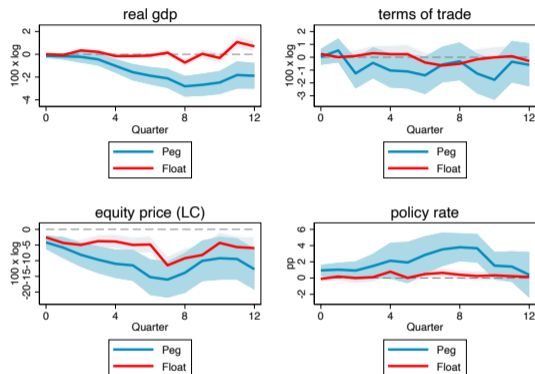 real gdp
100 x log
2
0
-2
-4
0 4 8 12
Quarter
Peg
Float
terms of trade
100 x log
2
1
0
-1
-2
-3
0 4 8 12
Quarter
Peg
Float
equity price (LC)
100 x log
0
-5
-10
-15
-20
0 4 8 12
Quarter
Peg
Float
policy rate
pp
6
4
2
0
-2
0 4 8 12
Quarter
Peg
Float